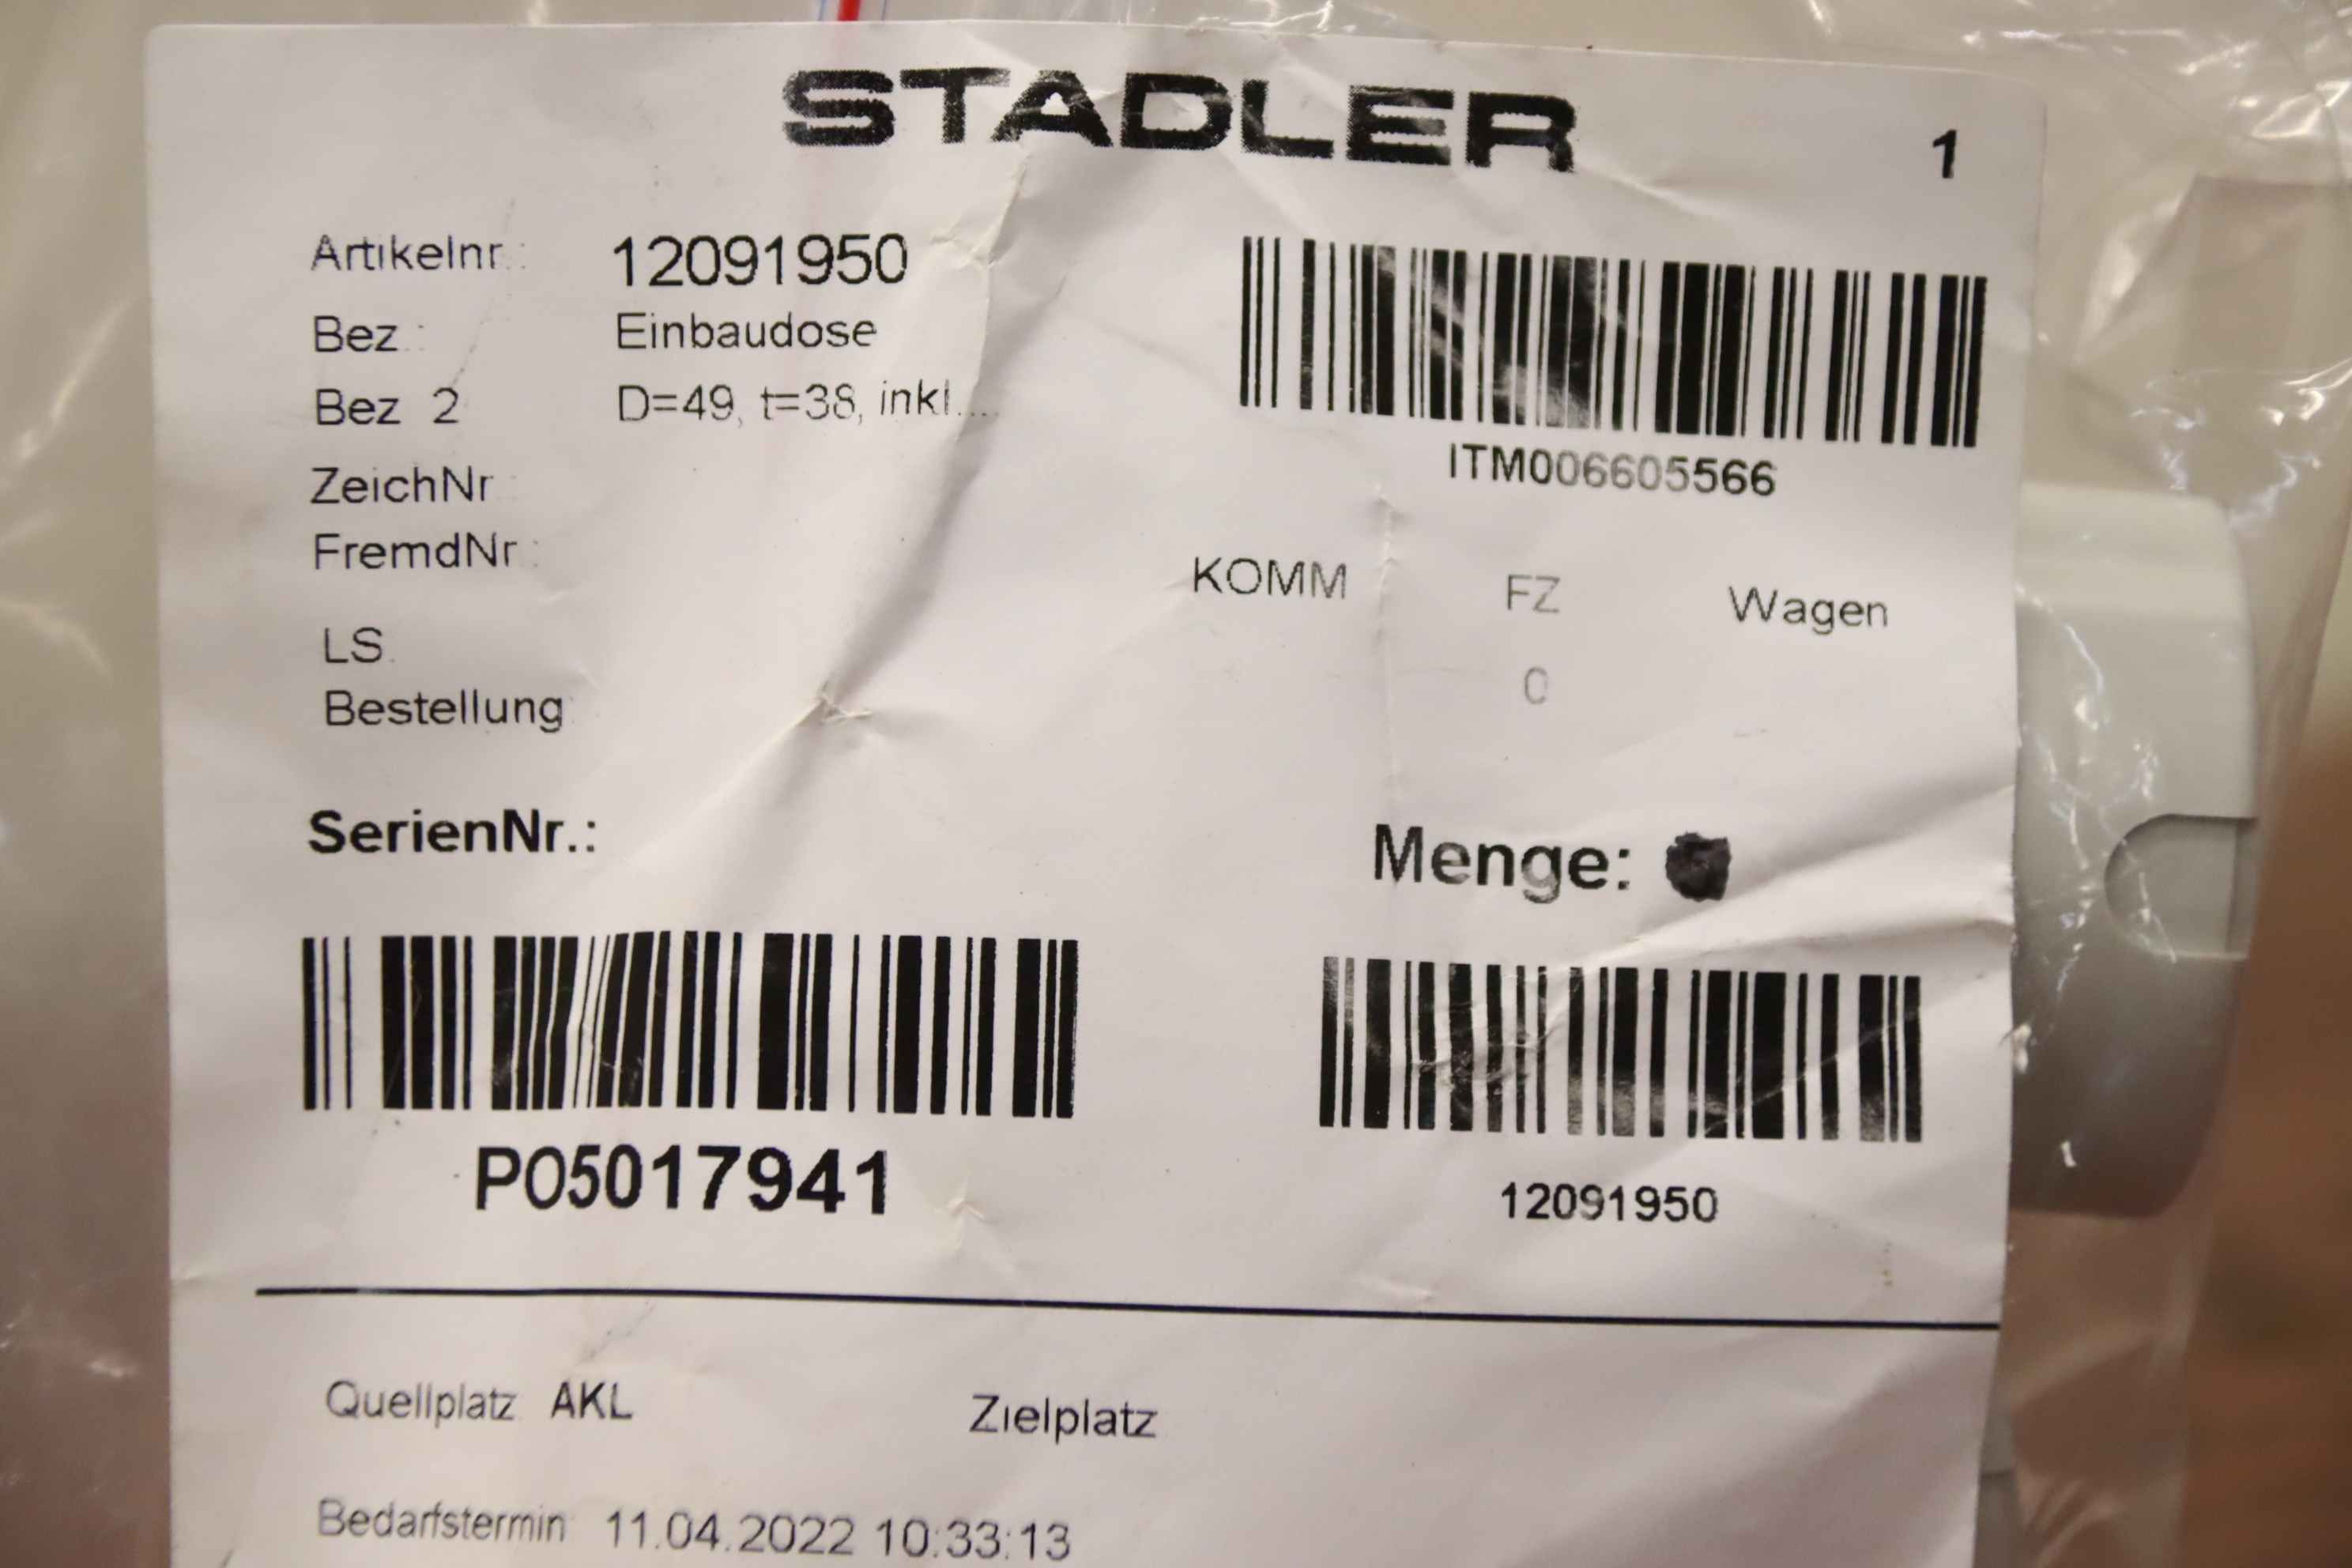 STADLER
1
Artikelnr.: 12091950
Bez.: Einbaudose
Bez 2 D=49, t=38, inkl....
ZeichNr
FremdNr.:
ITM006605566
KOMM FZ Wagen
0
LS.
Bestellung
SerienNr.:
Menge:
PO5017941
12091950
Quellplatz AKL Zielplatz
Bedarfstermin: 11.04.2022 10:33:13